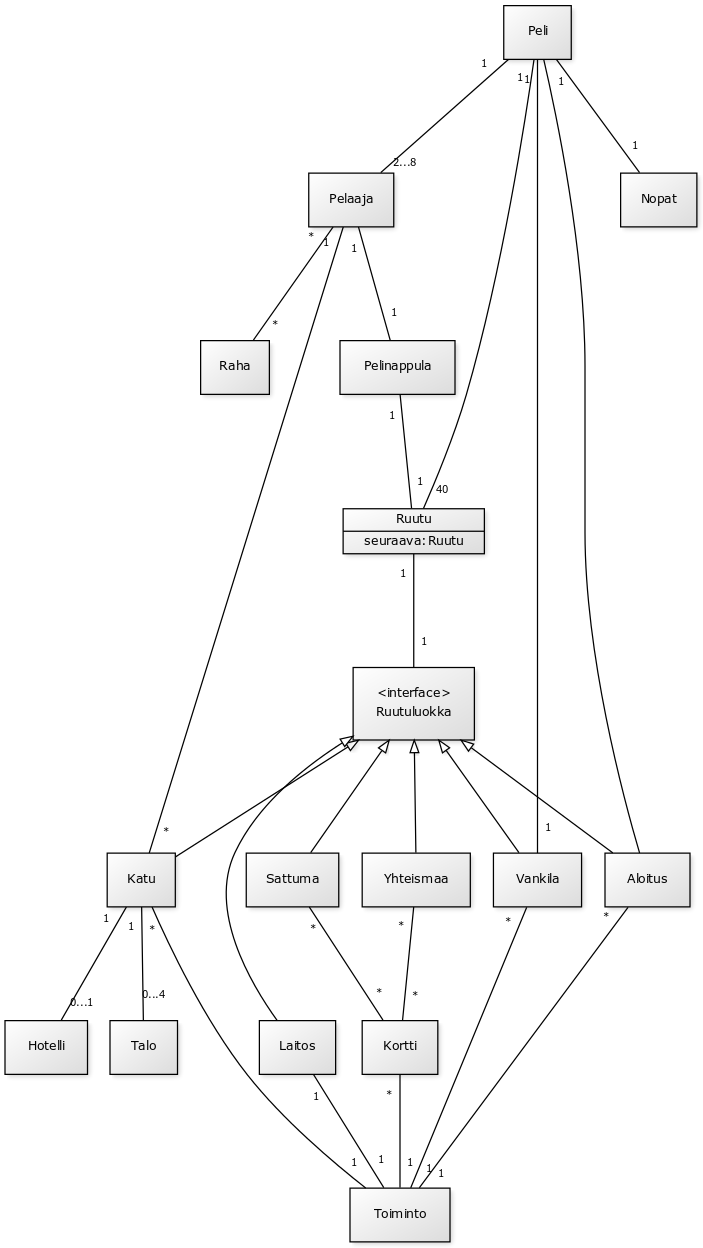 Peli
1
1
1
1
1
2...8
Pelaaja
Nopat
*
1
1
*
1
Raha
Pelinappula
1
1
40
Ruutu
seuraava: Ruutu
1
1
<interface>
Ruutuluokka
*
1
Katu
Sattuma
Yhteismaa
Vankila
Aloitus
1
1
*
*
*
*
*
0...1
0...4
*
*
Hotelli
Talo
Laitos
Kortti
1
*
1
1
1
1
1
Toiminto